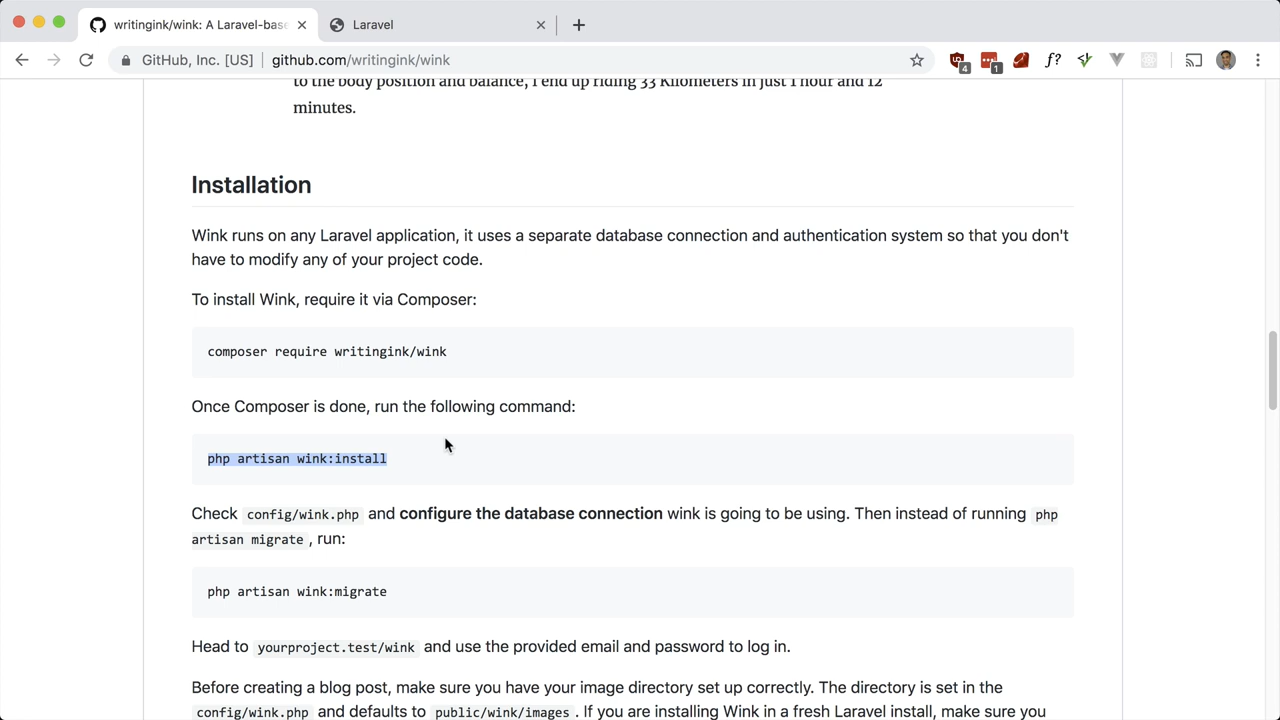 writingink/wink: A Laravel-base
Laravel
GitHub, Inc. [US]
github.com/writingink/wink
4
1
f?
to the body position and balance, I end up riding 33 Kilometers in just 1 hour and 12
minutes.
Installation
Wink runs on any Laravel application, it uses a separate database connection and authentication system so that you don't
have to modify any of your project code.
To install Wink, require it via Composer:
composer require writingink/wink
Once Composer is done, run the following command:
php artisan wink:install
Check config/wink.php and configure the database connection wink is going to be using. Then instead of running php
artisan migrate , run:
php artisan wink:migrate
Head to yourproject.test/wink and use the provided email and password to log in.
Before creating a blog post, make sure you have your image directory set up correctly. The directory is set in the
config/wink.php and defaults to public/wink/images . If you are installing Wink in a fresh Laravel install, make sure you